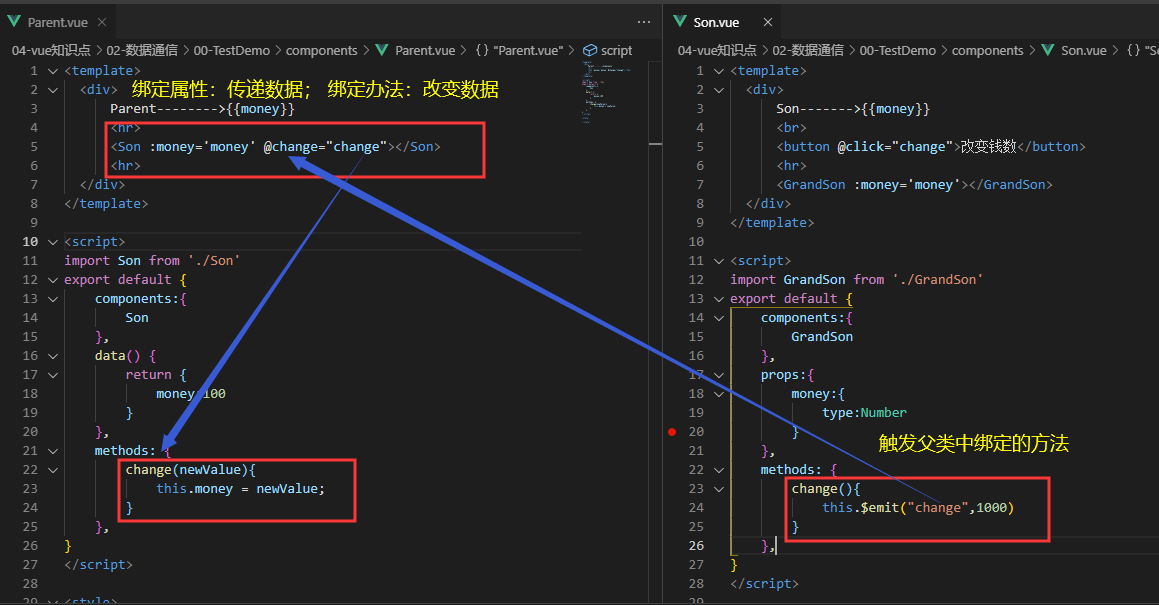 Parent.vue
04-vue知识点 > 02-数据通信 > 00-TestDemo > components > Parent.vue > {} "Parent.vue" > script
1 <template>
2 <div> 绑定属性：传递数据； 绑定办法：改变数据
3 Parent-------->{{money}}
4 <hr>
5 <Son :money='money' @change="change"></Son>
6 <hr>
7 </div>
8 </template>
9
10 <script>
11 import Son from './Son'
12 export default {
13 components:{
14 Son
15 },
16 data() {
17 return {
18 money:100
19 }
20 },
21 methods: {
22 change(newValue){
23 this.money = newValue;
24 }
25 },
26 }
27 </script>
28
29 <style>
Son.vue
04-vue知识点 > 02-数据通信 > 00-TestDemo > components > Son.vue > {} "So
1 <template>
2 <div>
3 Son------->{{money}}
4 <br>
5 <button @click="change">改变钱数</button>
6 <hr>
7 <GrandSon :money='money'></GrandSon>
8 </div>
9 </template>
10
11 <script>
12 import GrandSon from './GrandSon'
13 export default {
14 components:{
15 GrandSon
16 },
17 props:{
18 money:{
19 type:Number
20 }
触发父类中绑定的方法
21 },
22 methods: {
23 change(){
24 this.$emit("change",1000)
25 }
26 },
27 }
28 </script>
29